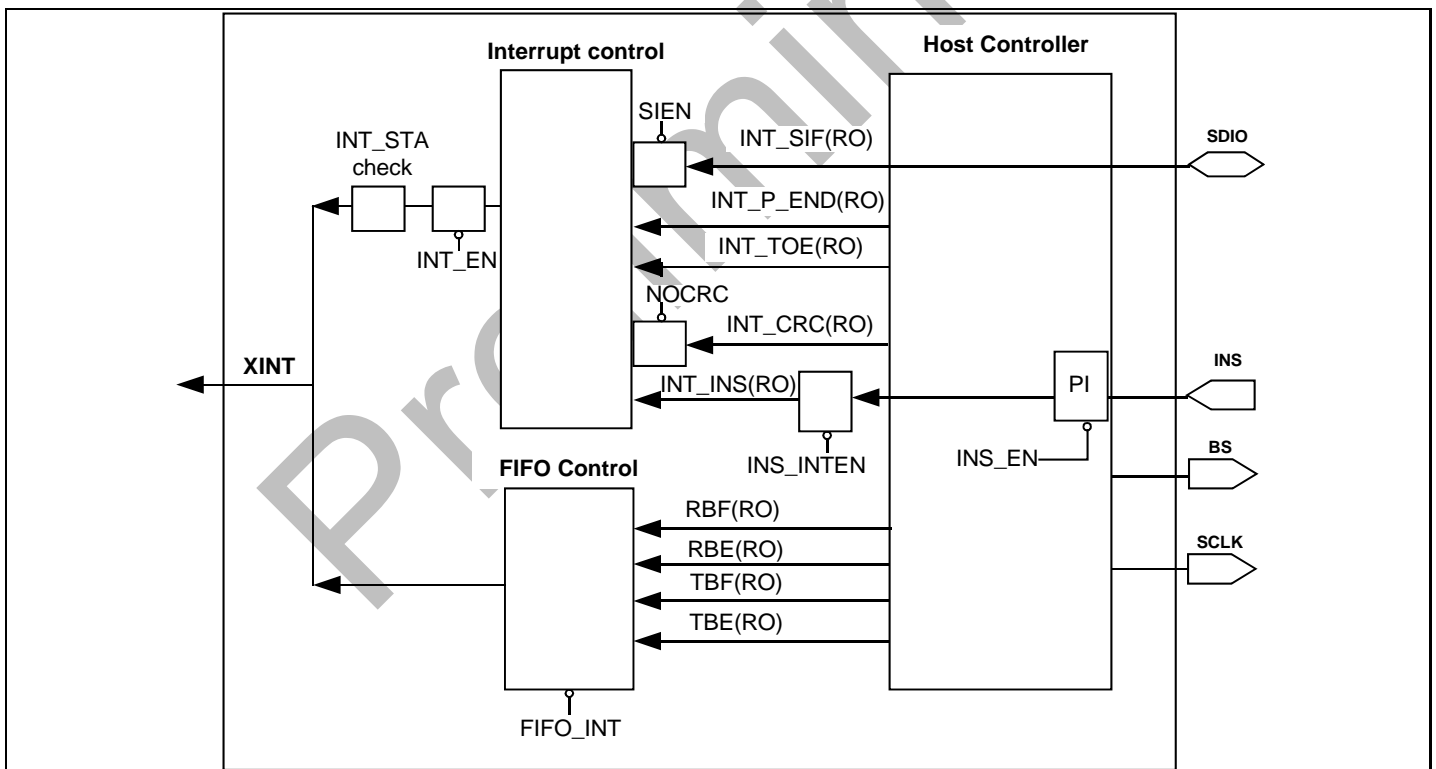 Interrupt control
Host Controller
SIEN
INT_STA
check
INT_SIF(RO)
SDIO
INT_P_END(RO)
INT_EN
INT_TOE(RO)
NOCRC
INT_CRC(RO)
XINT
INT_INS(RO)
PI
INS
INS_INTEN
INS_EN
BS
FIFO Control
RBF(RO)
RBE(RO)
SCLK
TBF(RO)
TBE(RO)
FIFO_INT